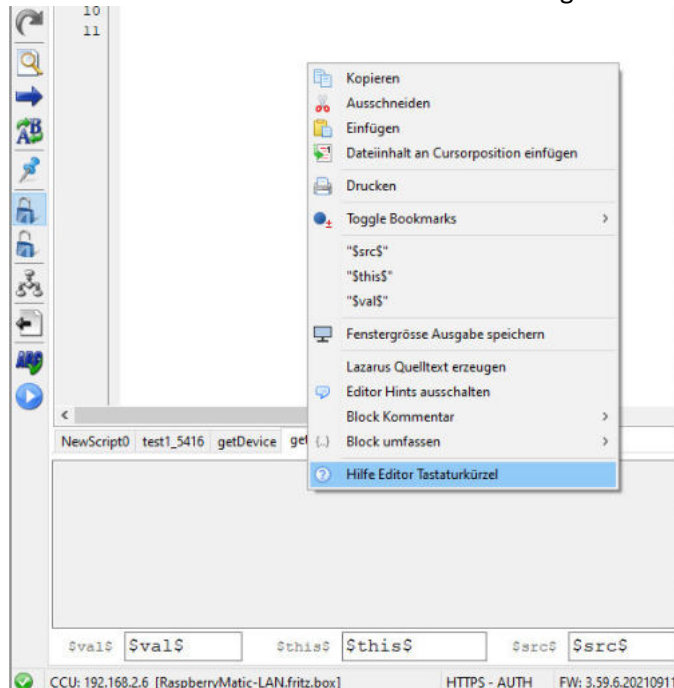 10
11
Kopieren
Ausschneiden
Einfügen
Dateiinhalt an Cursorposition einfügen
Drucken
Toggle Bookmarks
"$src$"
"$this$"
"$val$"
Fenstergrösse Ausgabe speichern
Lazarus Quelltext erzeugen
Editor Hints ausschalten
Block Kommentar
{..} Block umfassen
Hilfe Editor Tastaturkürzel
NewScript0 test1_5416 getDevice
$val$ $val$ $this$ $this$ $src$ $src$
CCU: 192.168.2.6 [RaspberryMatic-LAN.fritz.box] HTTPS - AUTH FW: 3.59.6.20210911